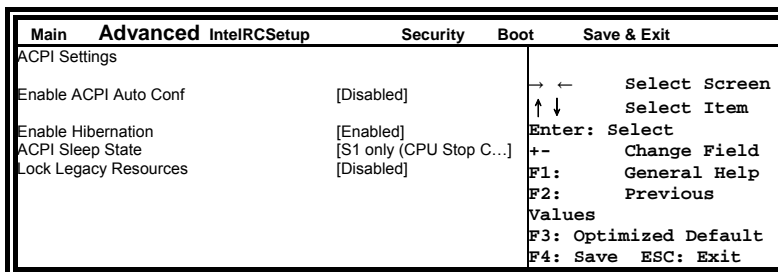 Main Advanced IntelRCSetup Security Boot Save & Exit
ACPI Settings
Enable ACPI Auto Conf [Disabled]
Enable Hibernation [Enabled]
ACPI Sleep State [S1 only (CPU Stop C…]
Lock Legacy Resources [Disabled]
→ ← Select Screen
↑↓ Select Item
Enter: Select
+- Change Field
F1: General Help
F2: Previous
Values
F3: Optimized Default
F4: Save ESC: Exit